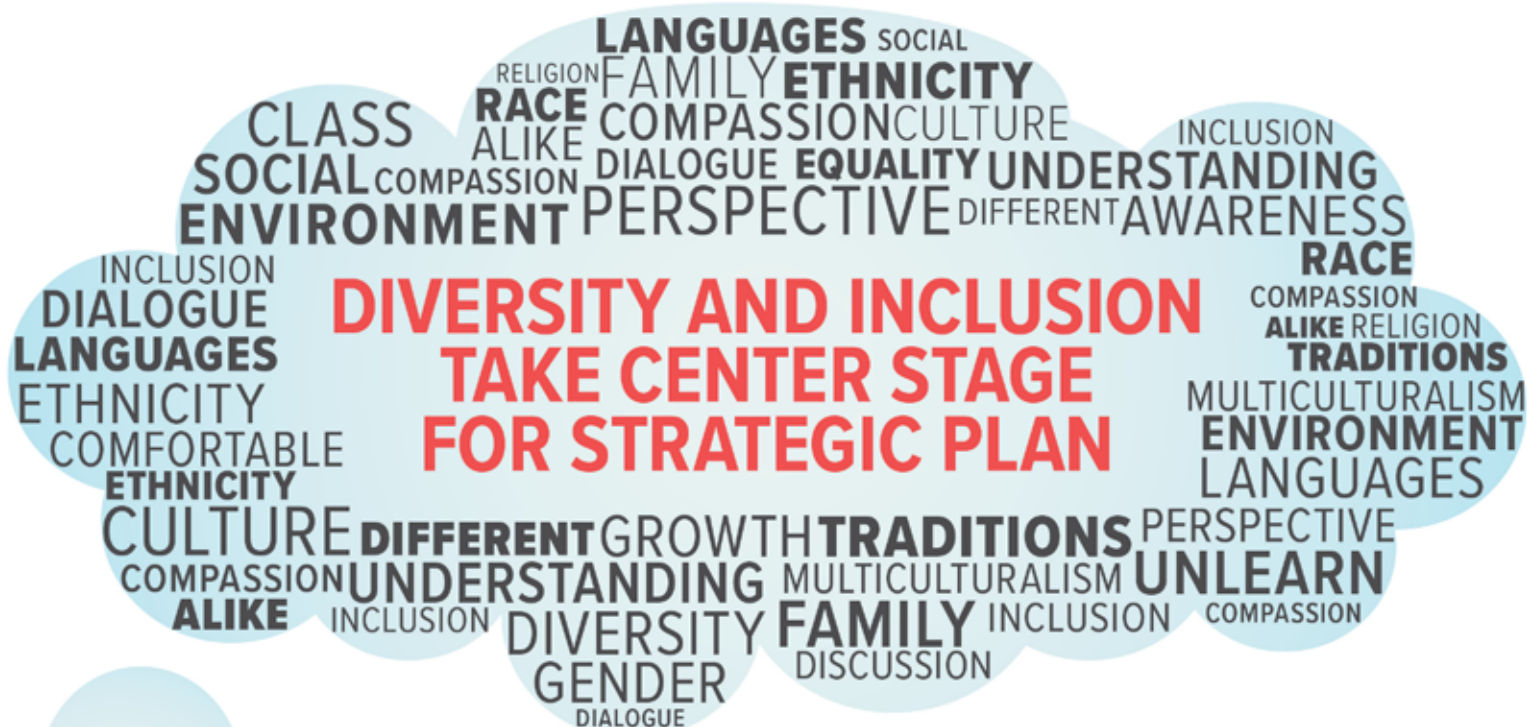 LANGUAGES SOCIAL
RELIGION FAMILY ETHNICITY
RACE COMPASSION CULTURE
CLASS ALIKE INCLUSION
SOCIAL COMPASSION DIALOGUE EQUALITY UNDERSTANDING
ENVIRONMENT PERSPECTIVE DIFFERENT AWARENESS
RACE
INCLUSION
DIALOGUE
LANGUAGES
ETHNICITY
COMFORTABLE
ETHNICITY
DIVERSITY AND INCLUSION
TAKE CENTER STAGE
FOR STRATEGIC PLAN
COMPASSION
ALIKE RELIGION
TRADITIONS
MULTICULTURALISM
ENVIRONMENT
LANGUAGES
CULTURE DIFFERENT GROWTH TRADITIONS PERSPECTIVE
COMPASSION UNDERSTANDING MULTICULTURALISM UNLEARN
ALIKE INCLUSION DIVERSITY FAMILY INCLUSION COMPASSION
GENDER DISCUSSION
DIALOGUE